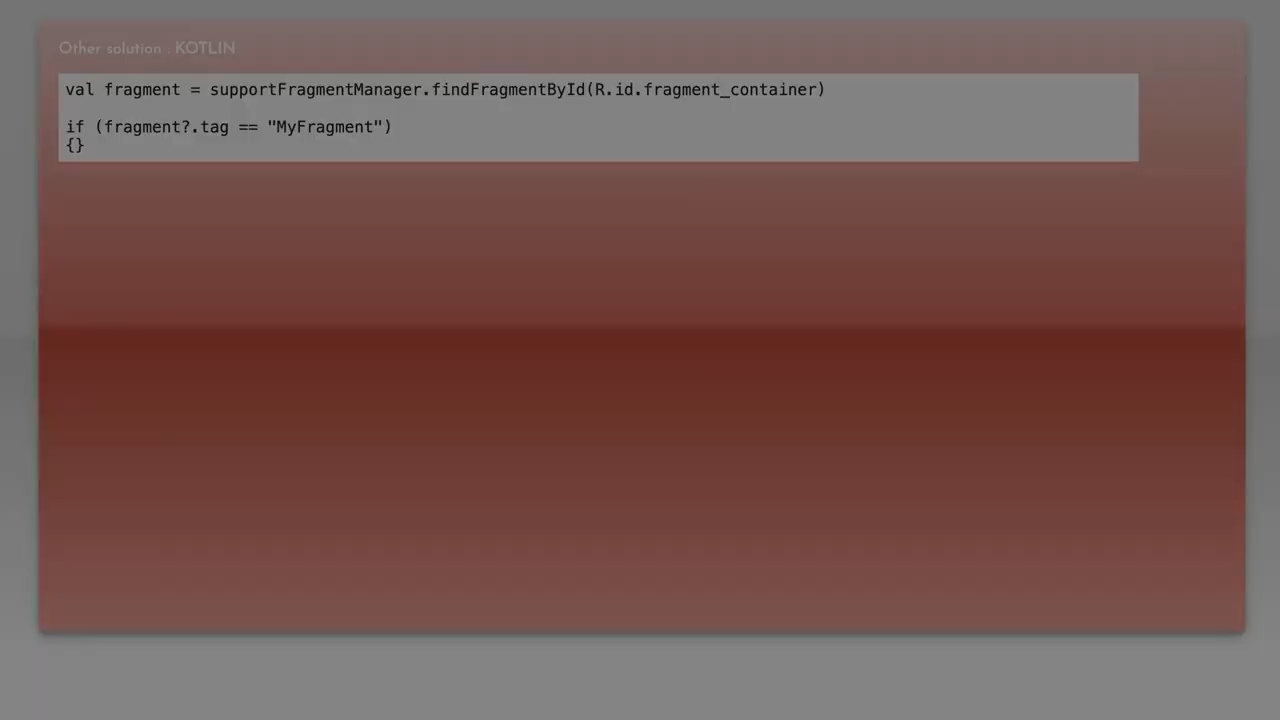 Other solution : KOTLIN
val fragment = supportFragmentManager.findFragmentById(R.id.fragment_container)
if (fragment?.tag == "MyFragment")
{}